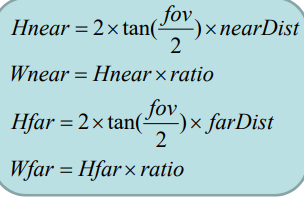 Hnear = 2 × tan(fov/2) × nearDist
Wnear = Hnear × ratio
Hfar = 2 × tan(fov/2) × farDist
Wfar = Hfar × ratio